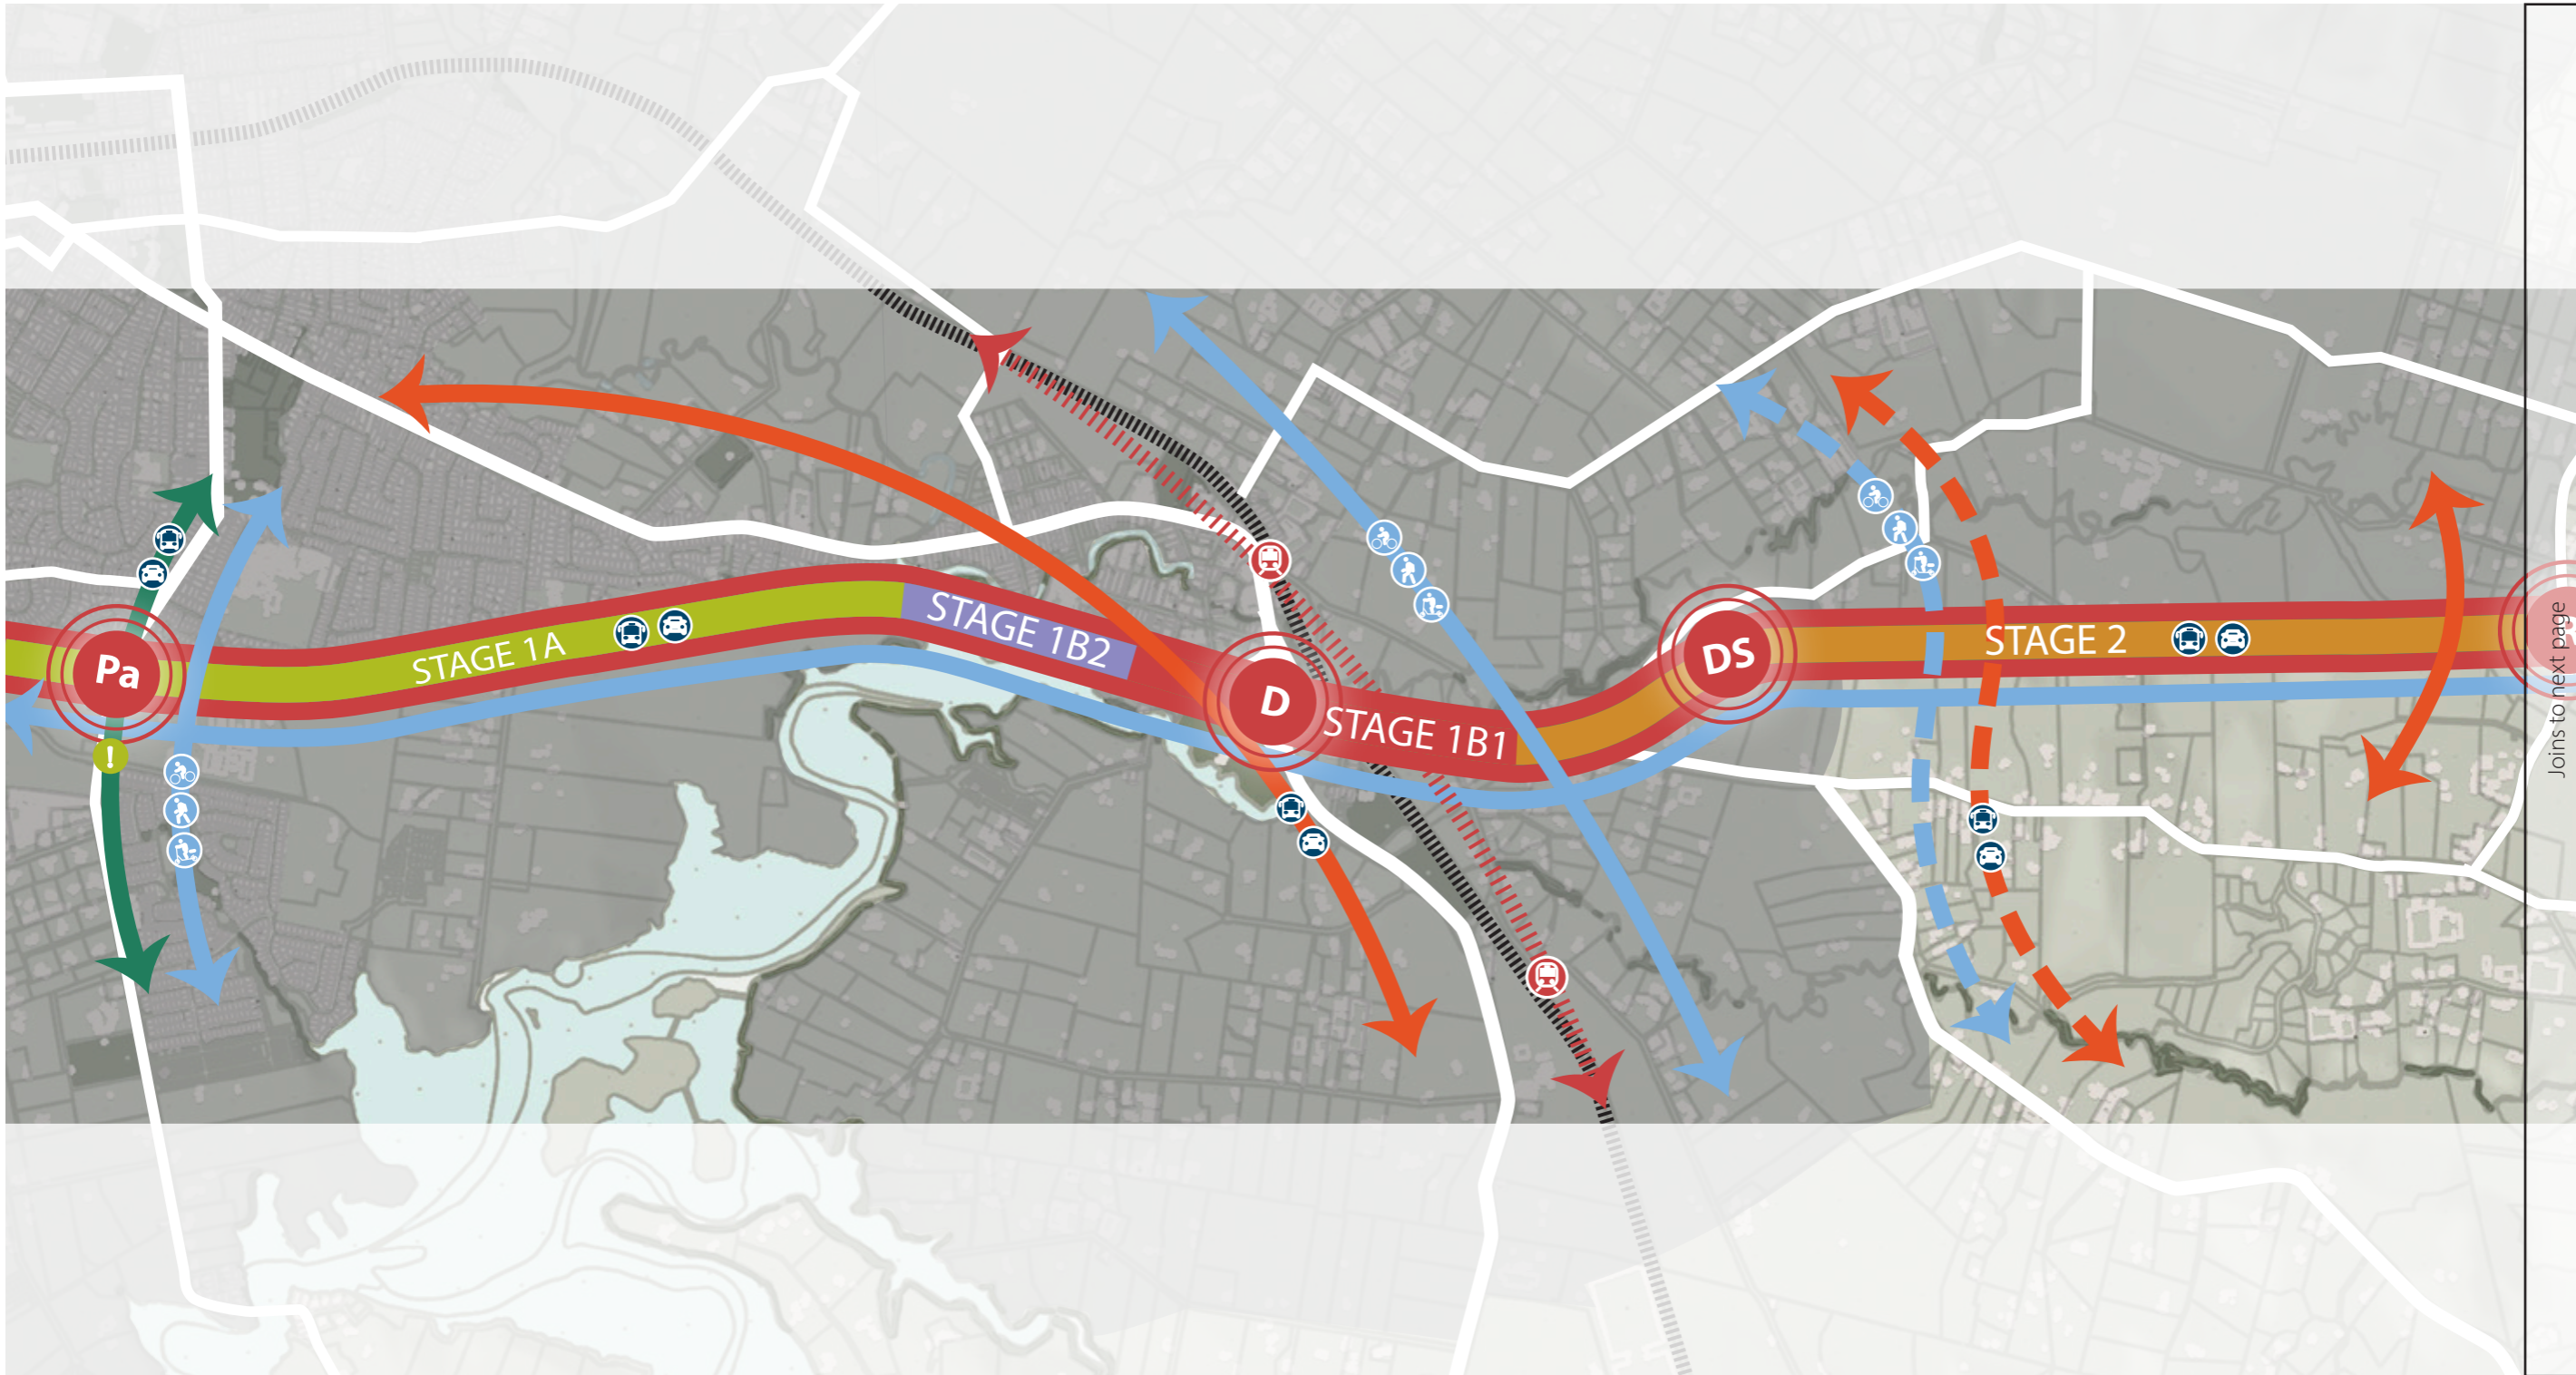 Pa
!
STAGE 1A
STAGE 1B2
D
STAGE 1B1
DS
STAGE 2
Joins to next page